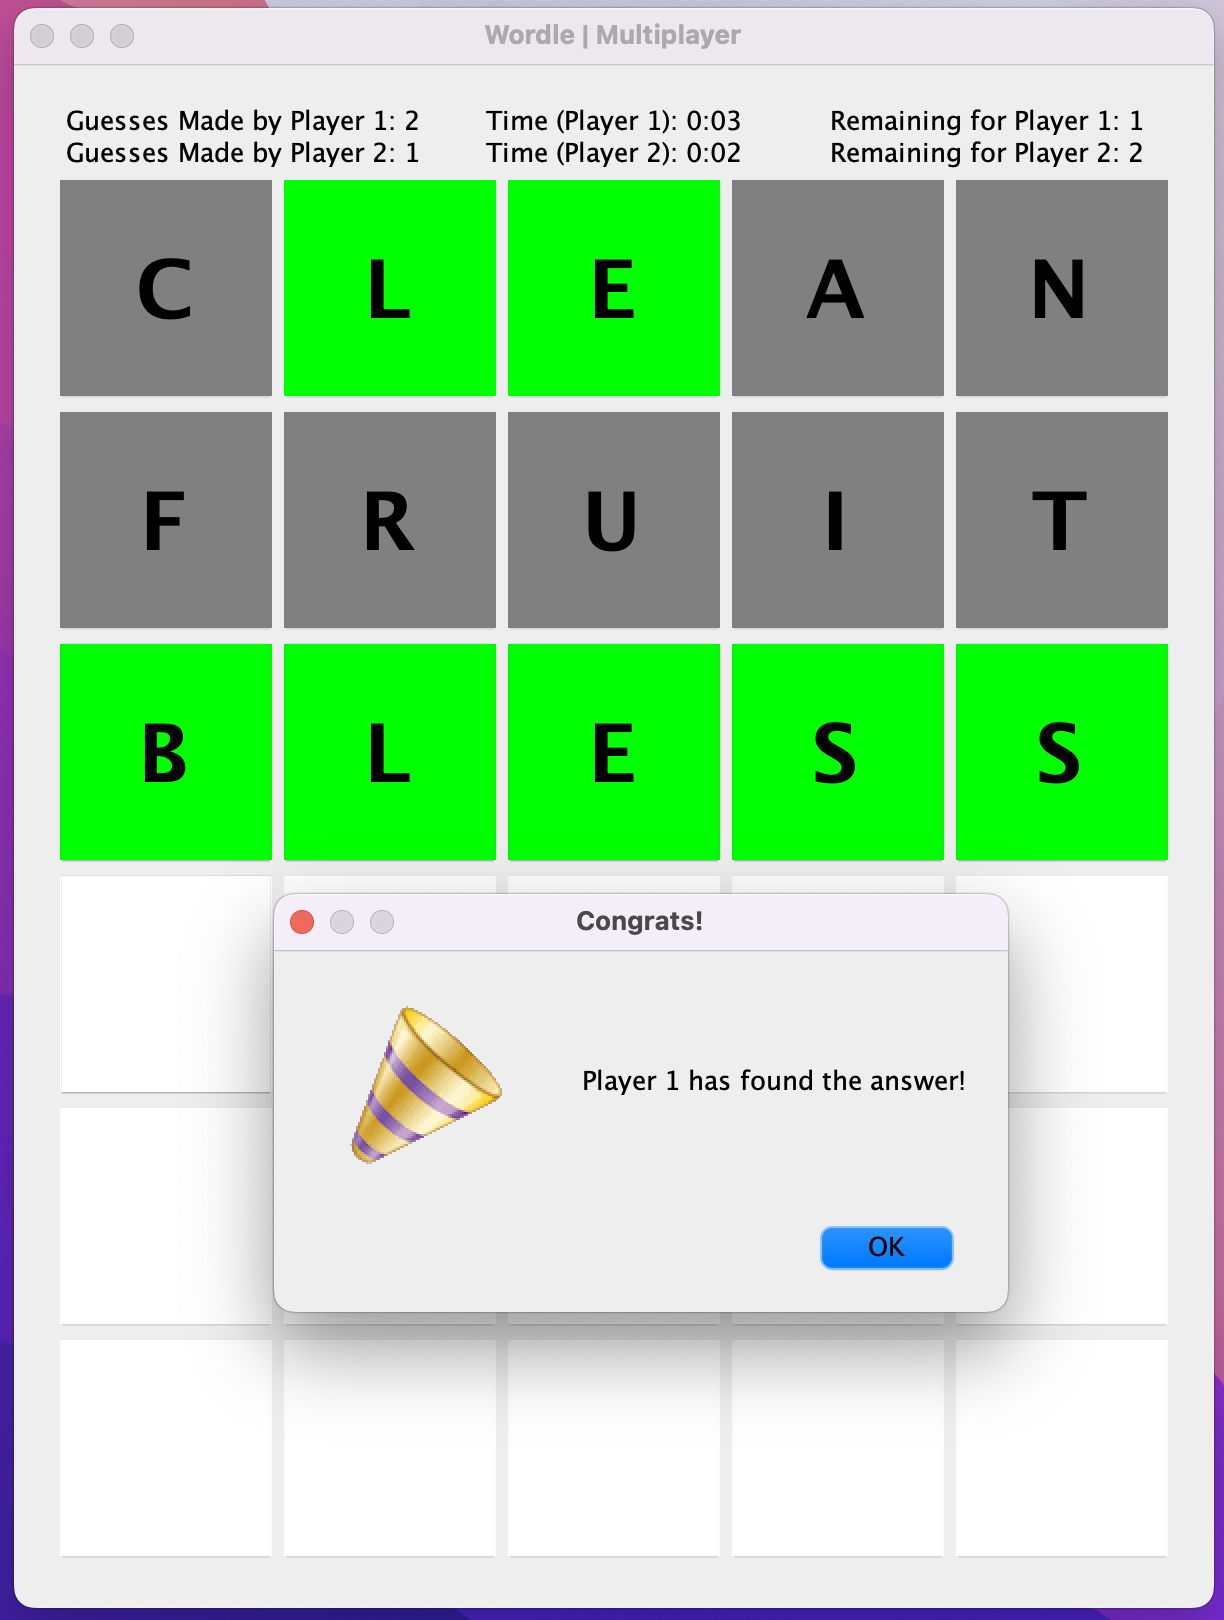 Wordle | Multiplayer
Guesses Made by Player 1: 2
Time (Player 1): 0:03
Remaining for Player 1: 1
Guesses Made by Player 2: 1
Time (Player 2): 0:02
Remaining for Player 2: 2
C L E A N
F R U I T
B L E S S
Congrats!
Player 1 has found the answer!
OK